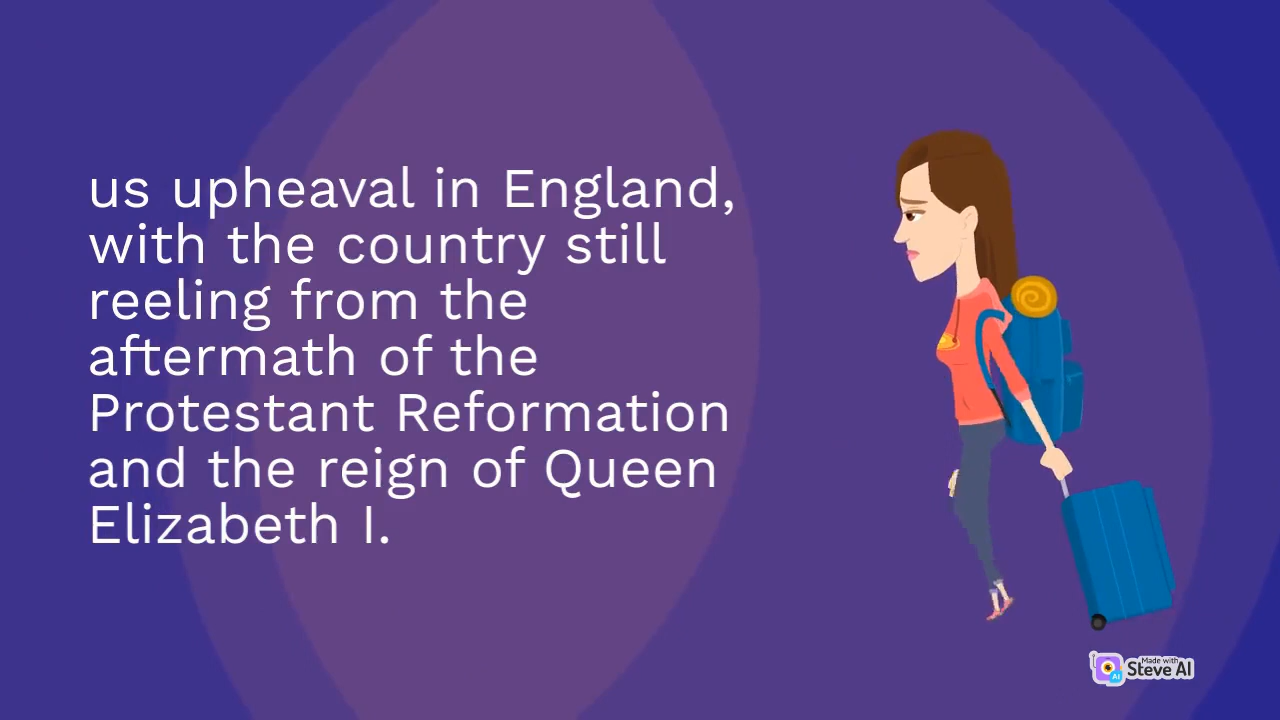 us upheaval in England,
with the country still
reeling from the
aftermath of the
Protestant Reformation
and the reign of Queen
Elizabeth I.
Made with
Steve AI
AI